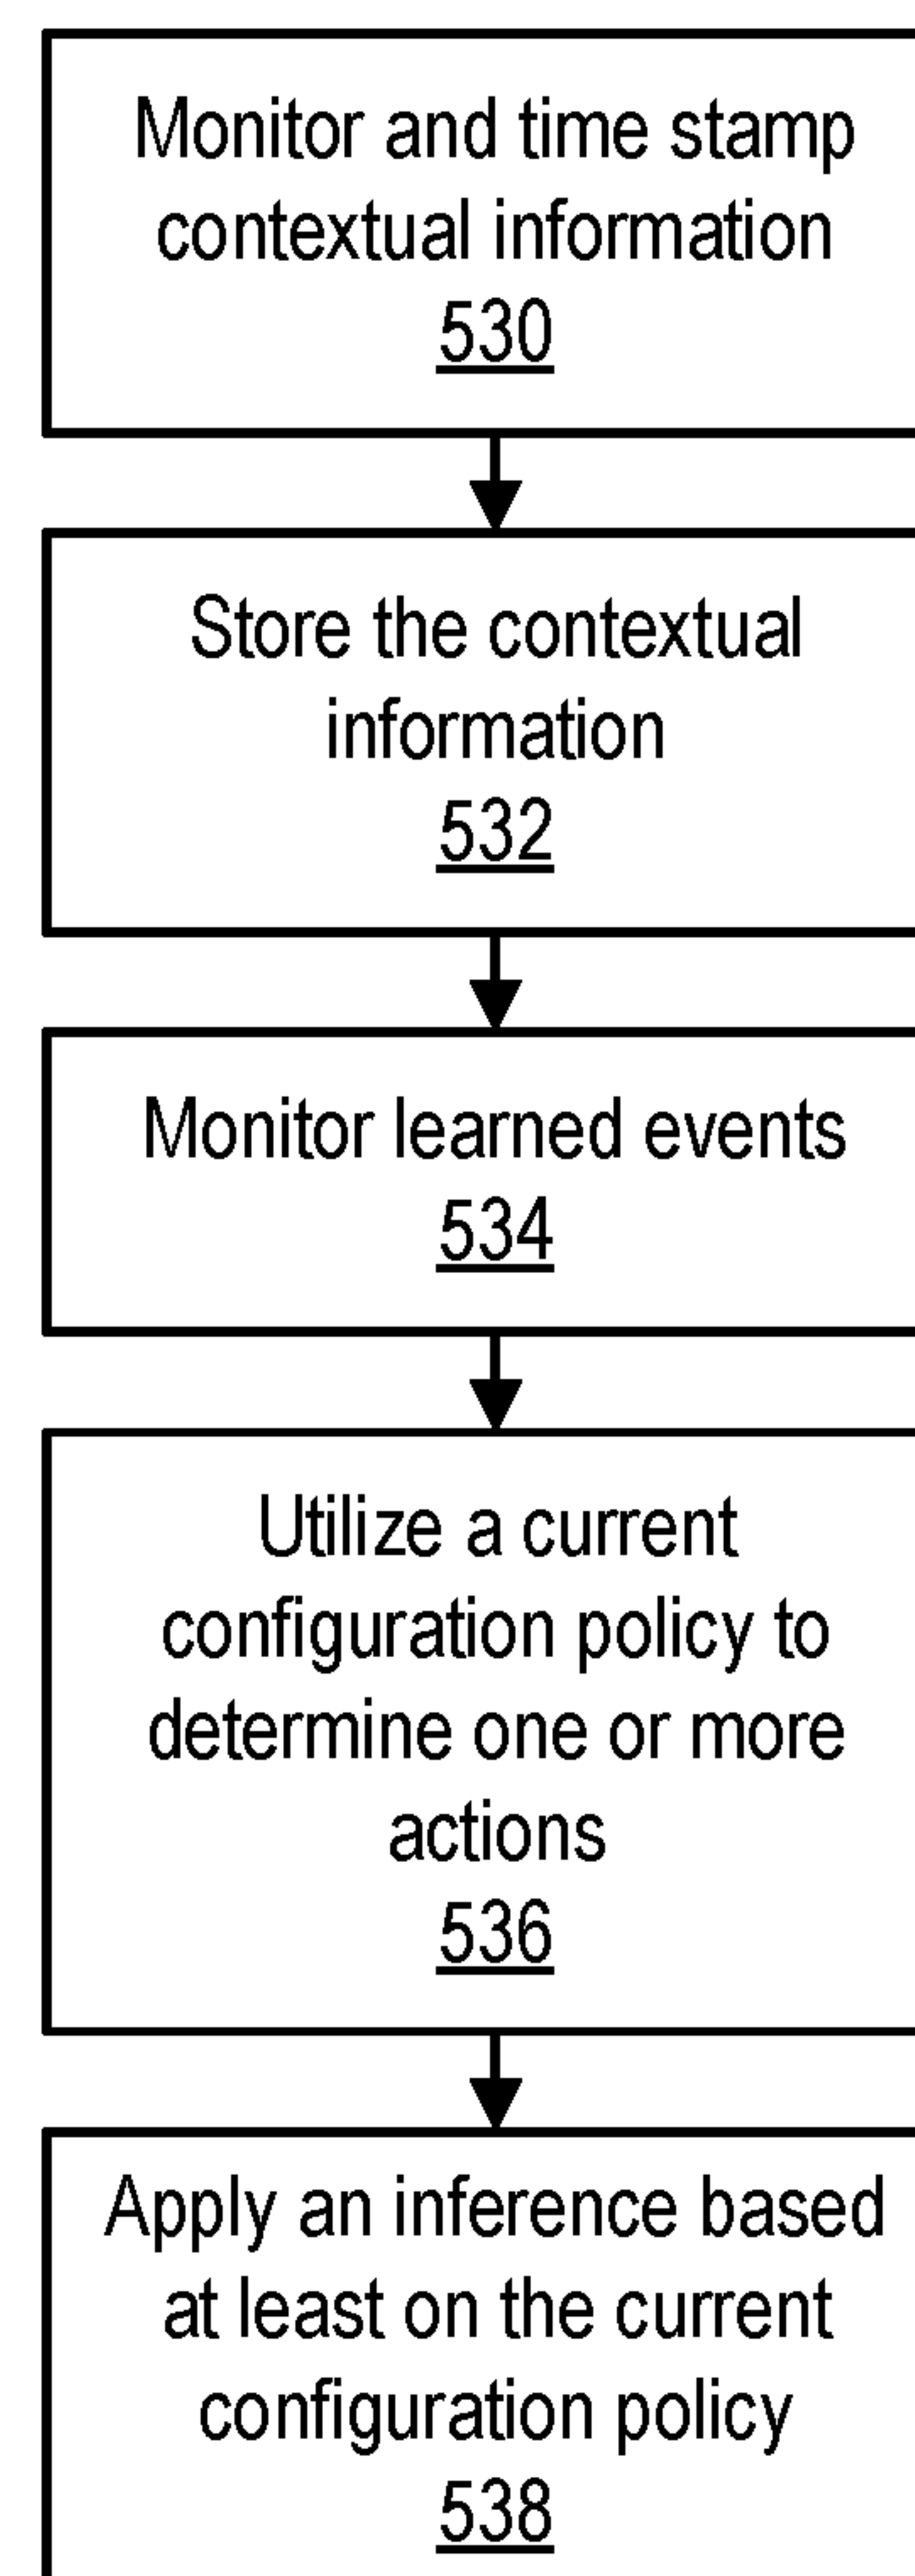 Monitor and time stamp
contextual information
530
Store the contextual
information
532
Monitor learned events
534
Utilize a current
configuration policy to
determine one or more
actions
536
Apply an inference based
at least on the current
configuration policy
538